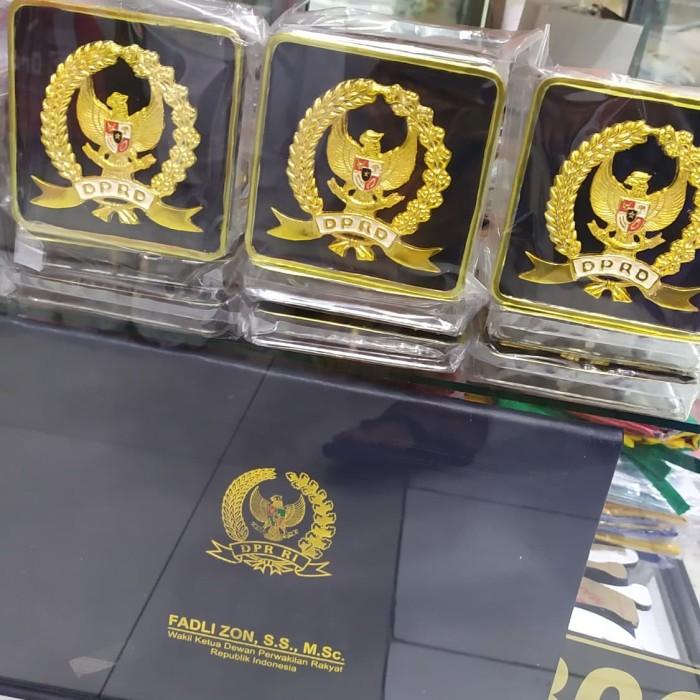 DPRD
DPRD
DPRD
DPR RI
FADLI ZON, S.S., M.Sc.
Wakil Ketua Dewan Perwakilan Rakyat
Republik Indonesia